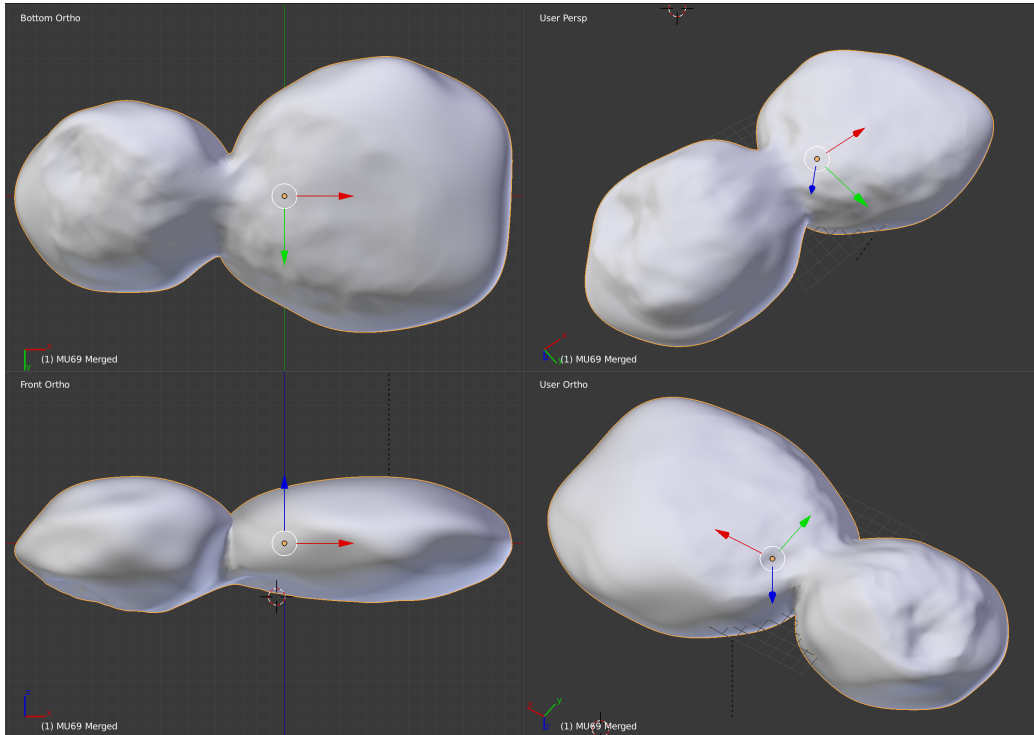 Bottom Ortho
User Persp
x
y
(1) MU69 Merged
(1) MU69 Merged
Front Ortho
User Ortho
z
(1) MU69 Merged
y
(1) MU69 Merged